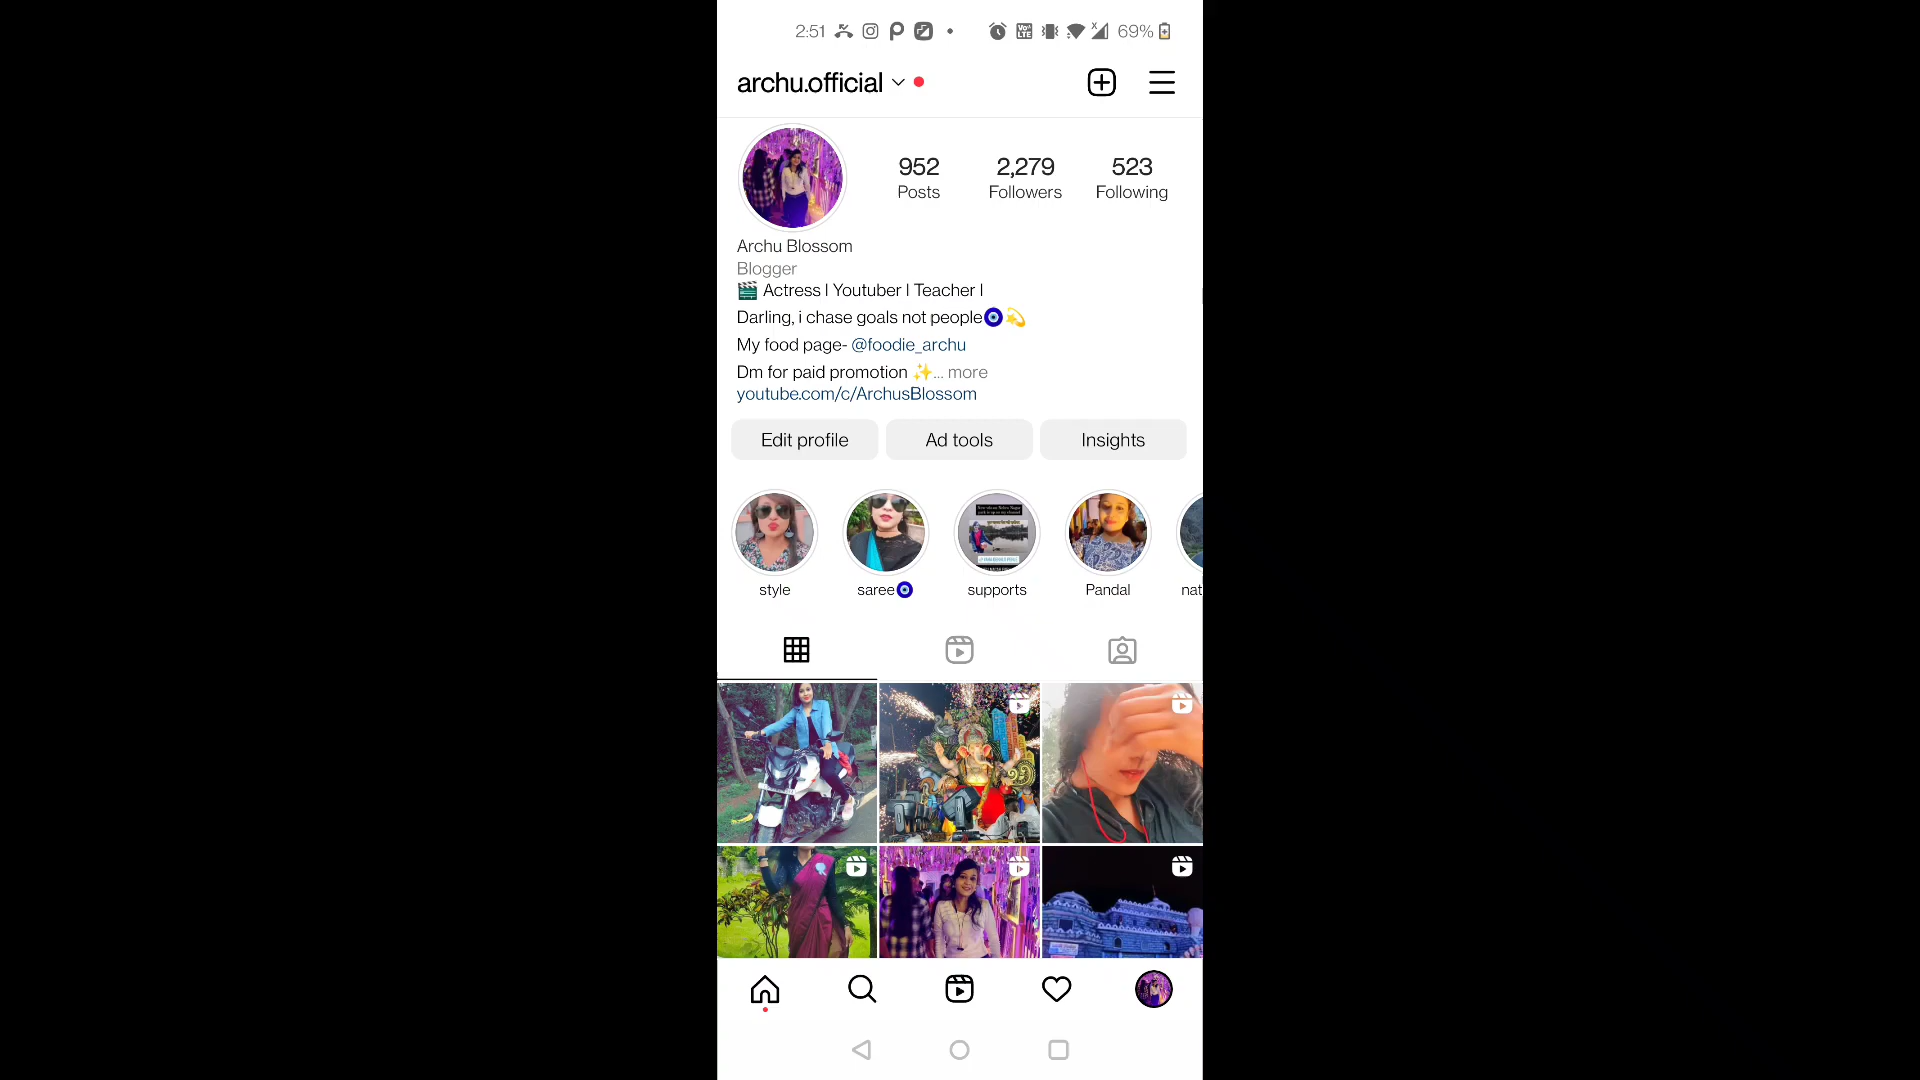 2:51
69%
archu.official
952 2,279 523
Posts Followers Following
Archu Blossom
Blogger
🎬 Actress l Youtuber l Teacher l
Darling, i chase goals not people🧿💫
My food page- @foodie_archu
Dm for paid promotion ✨... more
youtube.com/c/ArchusBlossom
Edit profile Ad tools Insights
style saree🧿 supports Pandal nat